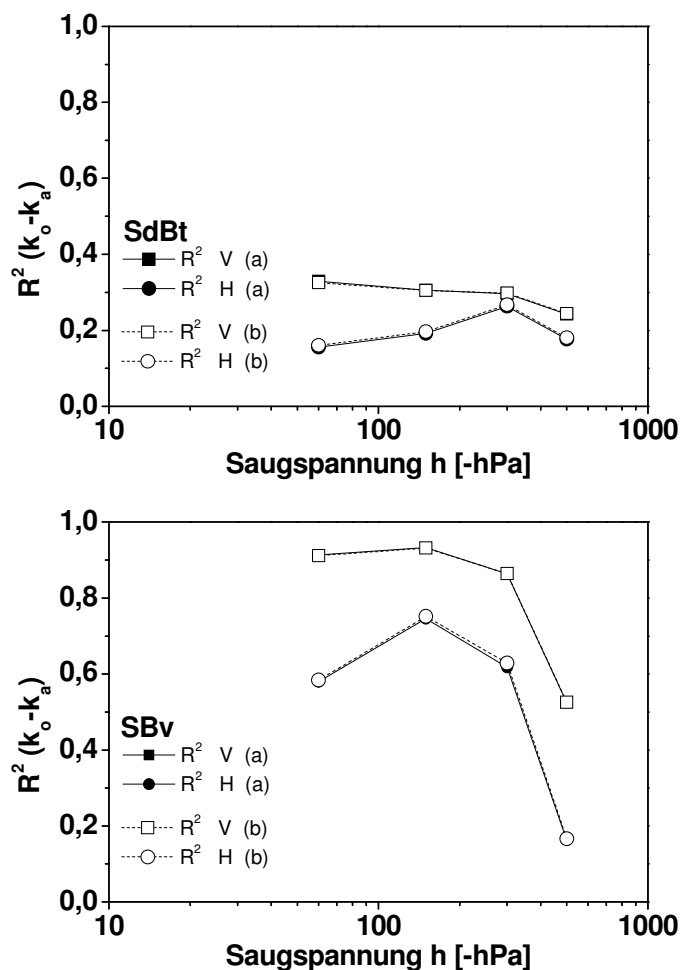 1,0
0,8
0,6
0,4
0,2
0,0
R² (kₒ-kₐ)
SdBt
R² V (a)
R² H (a)
R² V (b)
R² H (b)
10 100 1000
Saugspannung h [-hPa]
1,0
0,8
0,6
0,4
0,2
0,0
R² (kₒ-kₐ)
SBv
R² V (a)
R² H (a)
R² V (b)
R² H (b)
10 100 1000
Saugspannung h [-hPa]